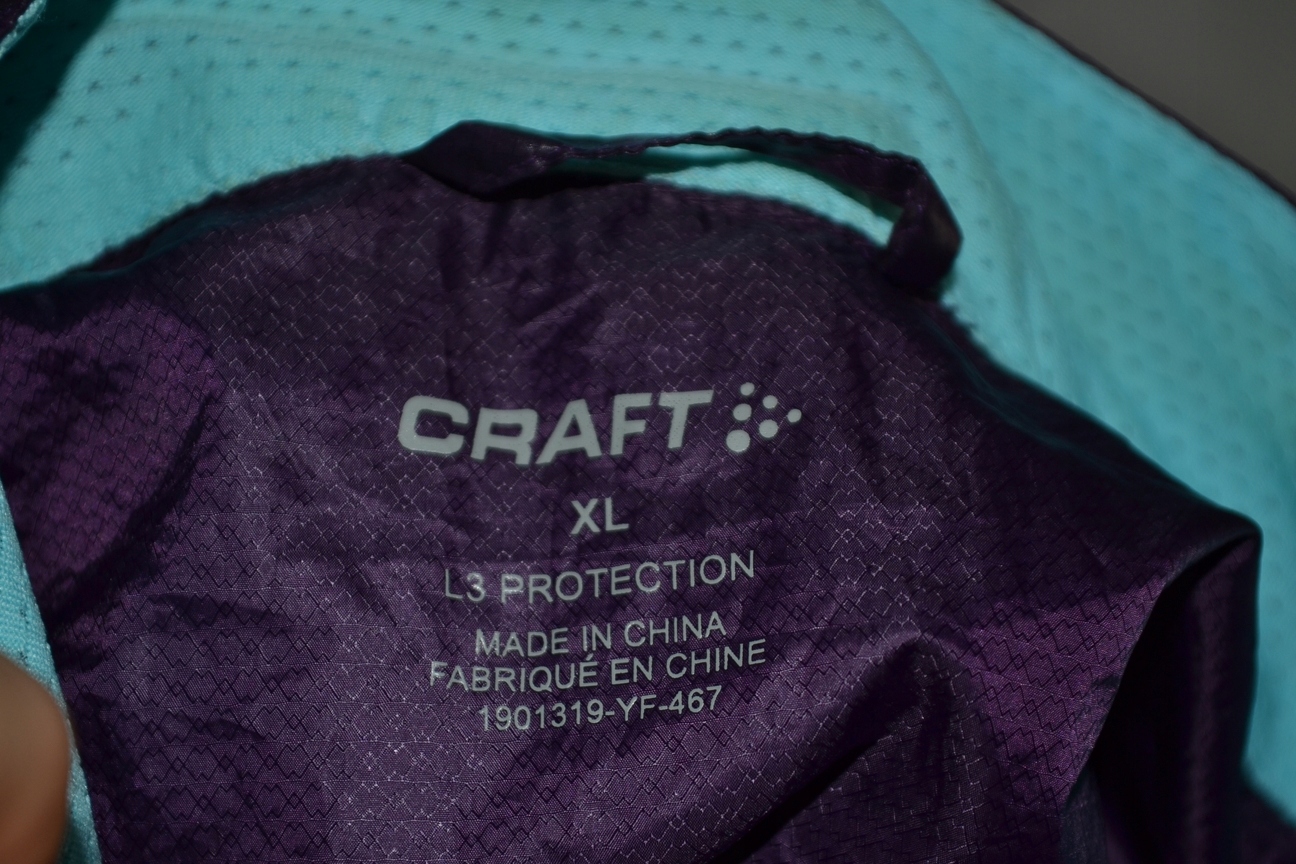 CRAFT
XL
L3 PROTECTION
MADE IN CHINA
FABRIQUÉ EN CHINE
1901319-YF-467